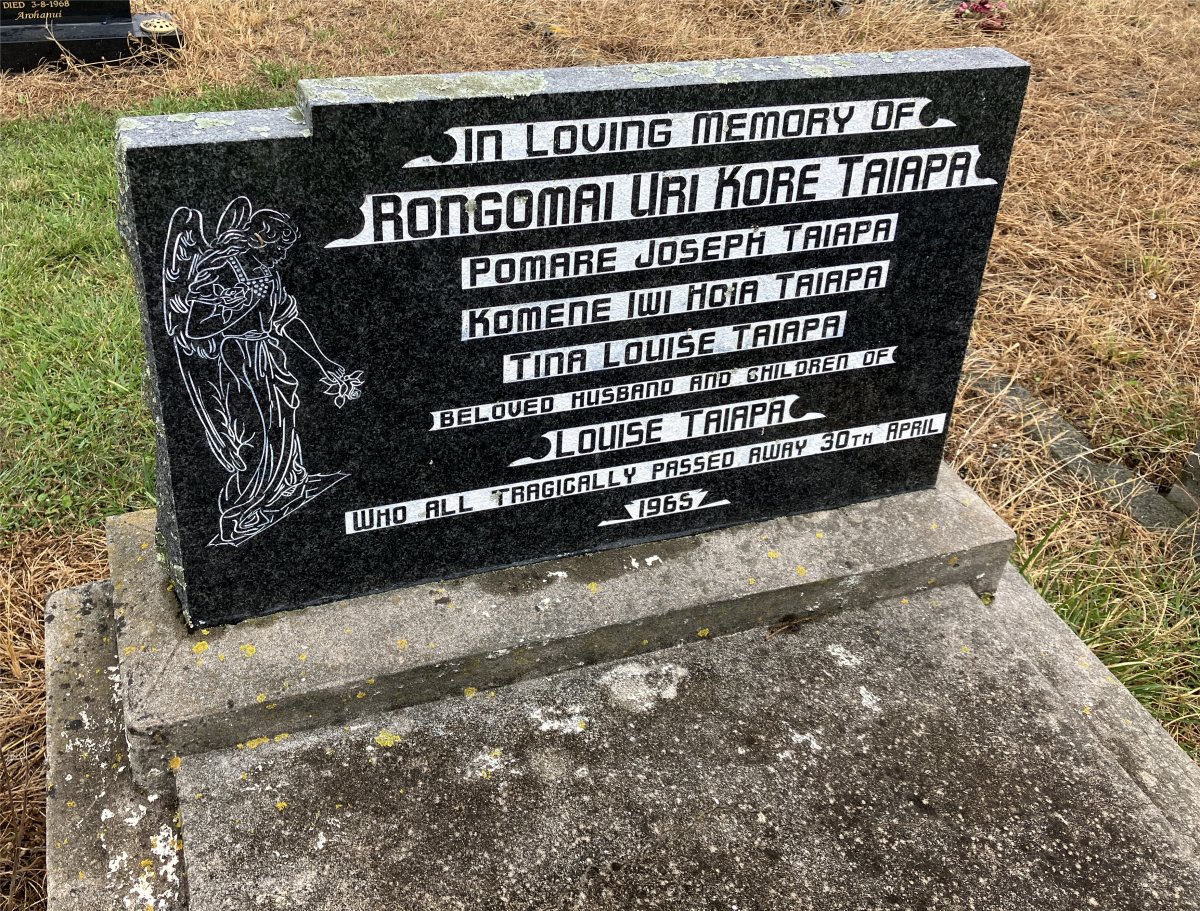 DIED 3-8-1968
Arohanui
IN LOVING MEMORY OF
RONGOMAI URI KORE TAIAPA
POMARE JOSEPH TAIAPA
KOMENE IWI HOIA TAIAPA
TINA LOUISE TAIAPA
BELOVED HUSBAND AND CHILDREN OF
LOUISE TAIAPA
WHO ALL TRAGICALLY PASSED AWAY 30TH APRIL
1965